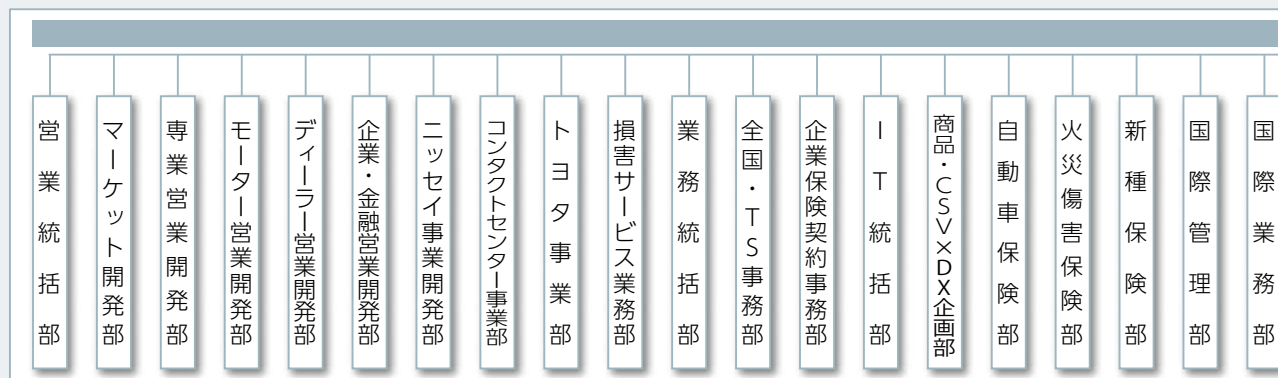 営業統括部
マーケット開発部
専業営業開発部
モーター営業開発部
ディーラー営業開発部
企業・金融営業開発部
ニッセイ事業開発部
コンタクトセンター事業部
トヨタ事業部
損害サービス業務部
業務統括部
全国・TS事務部
企業保険契約事務部
IT統括部
商品・CSV×DX企画部
自動車保険部
火災傷害保険部
新種保険部
国際管理部
国際業務部